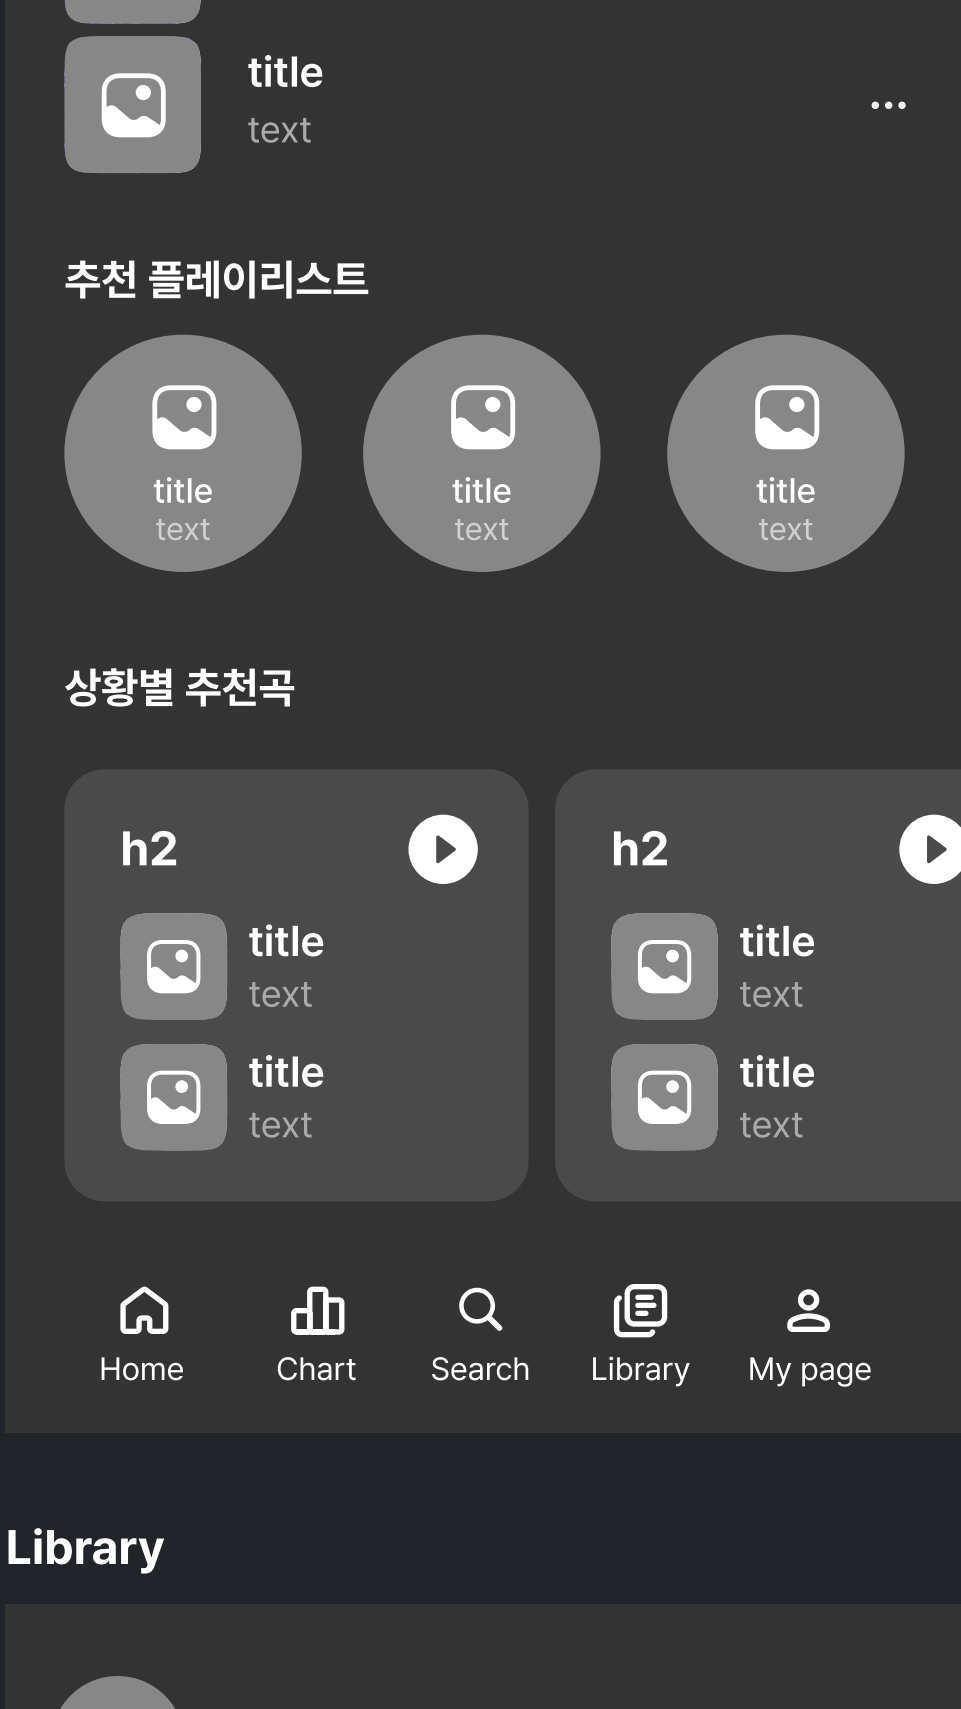 title
text
추천 플레이리스트
title title title
text text text
상황별 추천곡
h2 h2
title title
text text
title title
text text
Home Chart Search Library My page
Library